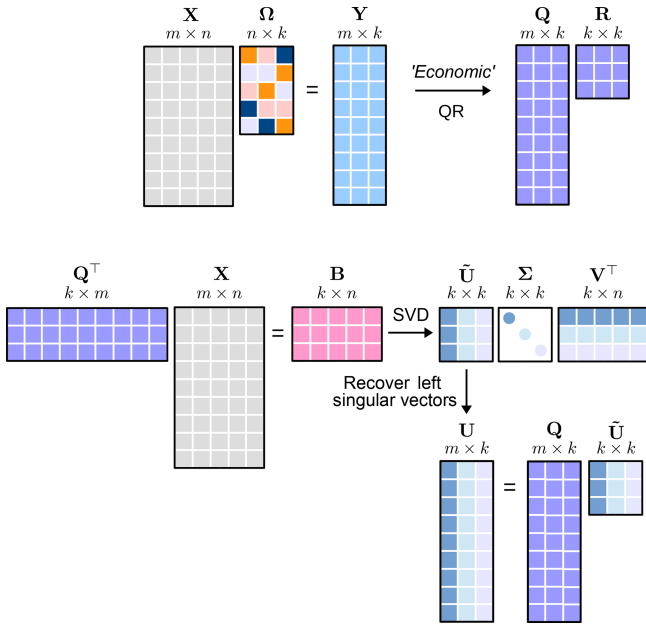 X Ω Y Q R
m × n n × k m × k m × k k × k
= 'Economic'
QR
Q⊤ X B Ũ Σ V⊤
k × m m × n k × n k × k k × k k × n
= SVD
Recover left
singular vectors
U Q Ũ
m × k m × k k × k
=